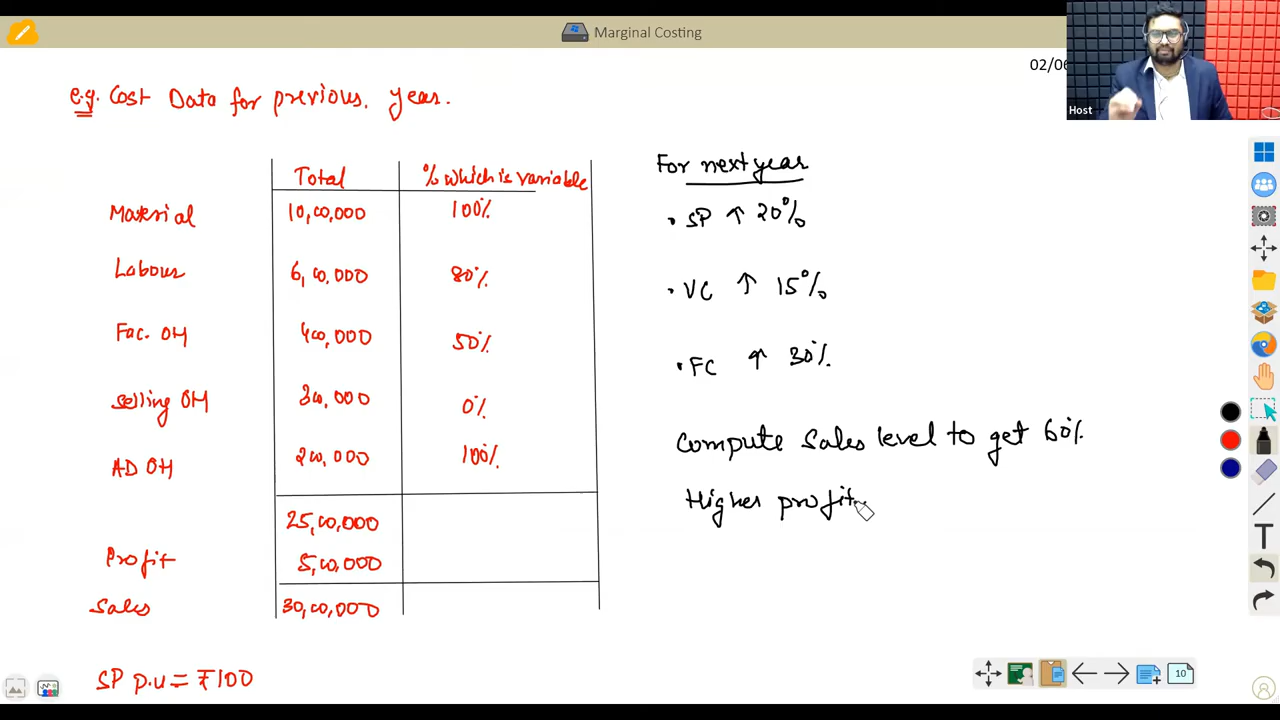 Marginal Costing
02/06
Host
e.g. Cost Data for previous. year.
Total % which is variable
Material 10,00,000 100%
Labour 6,00,000 80%
Fac. OH 400,000 50%
Selling OH 300,000 0%
AD OH 200,000 100%
25,00,000
Profit 5,00,000
Sales 30,00,000
SP p.u = ₹100
For next year
• SP ↑ 20%
• VC ↑ 15%
• FC ↑ 30%
Compute Sales level to get 60%
Higher profit
T
10